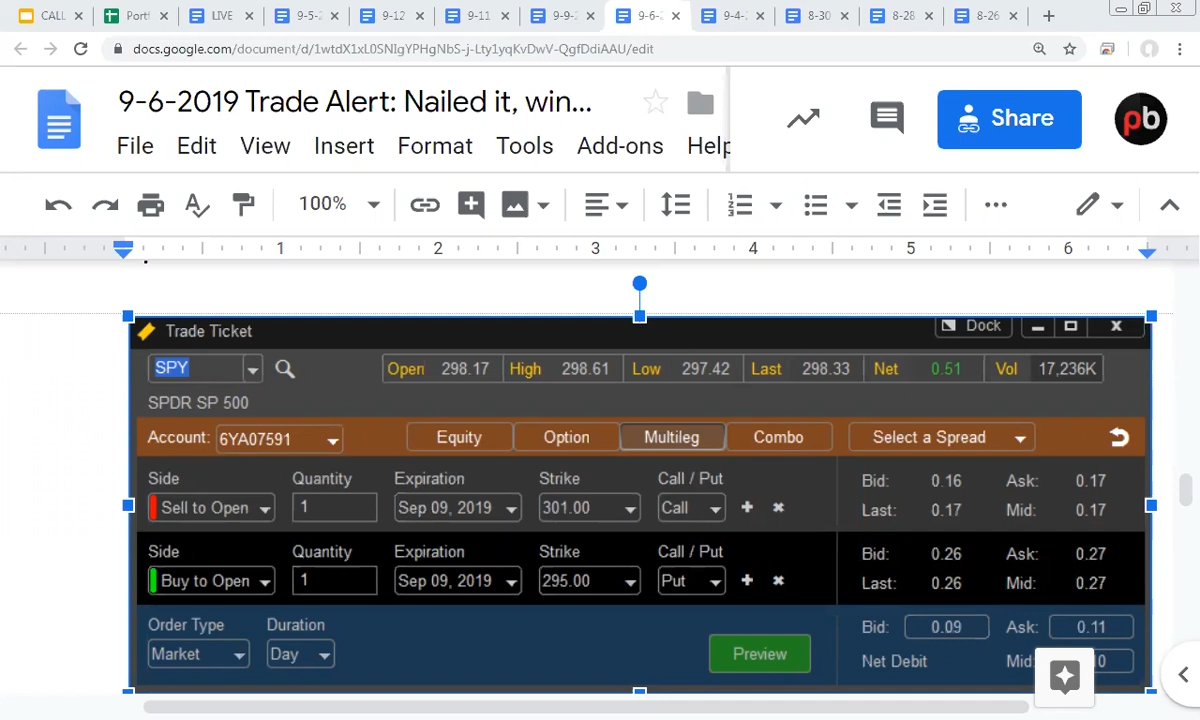 CALL
Portf
LIVE
9-5-2
9-12
9-11
9-9-
9-6-2
9-4-
8-30
8-28
8-26
docs.google.com/document/d/1wtdX1xL0SNIgYPHgNbS-j-Lty1yqKvDwV-QgfDdiAAU/edit
9-6-2019 Trade Alert: Nailed it, win...
File Edit View Insert Format Tools Add-ons Help
Share
pb
100%
1 2 3 4 5 6
Trade Ticket
Dock
SPY
Open 298.17 High 298.61 Low 297.42 Last 298.33 Net 0.51 Vol 17,236K
SPDR SP 500
Account: 6YA07591 Equity Option Multileg Combo Select a Spread
Side Quantity Expiration Strike Call / Put Bid: 0.16 Ask: 0.17
Sell to Open 1 Sep 09, 2019 301.00 Call Last: 0.17 Mid: 0.17
Side Quantity Expiration Strike Call / Put Bid: 0.26 Ask: 0.27
Buy to Open 1 Sep 09, 2019 295.00 Put Last: 0.26 Mid: 0.27
Order Type Duration Bid: 0.09 Ask: 0.11
Market Day Preview Net Debit Mid 0